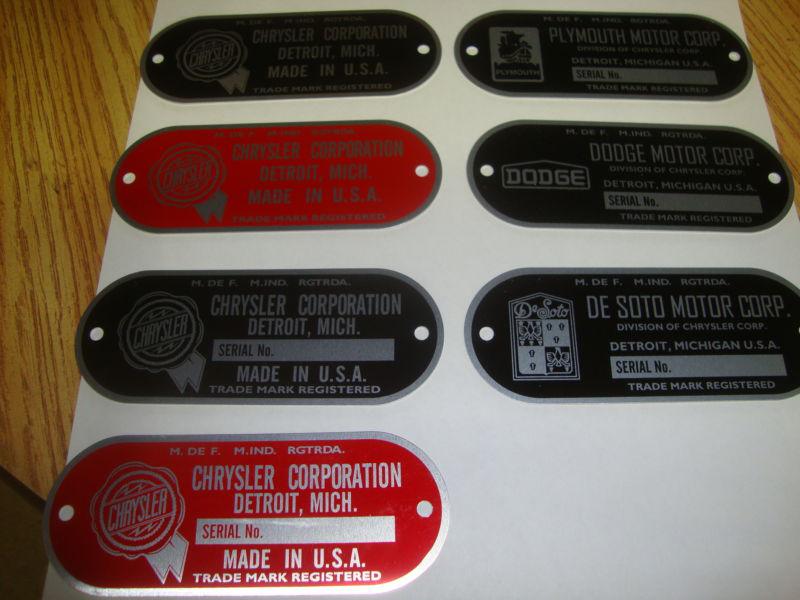 M. DE F. M.IND. RGTRDA.
CHRYSLER
CHRYSLER CORPORATION
DETROIT, MICH.
MADE IN U.S.A.
TRADE MARK REGISTERED
M. DE F. M.IND. RGTRDA.
PLYMOUTH
PLYMOUTH MOTOR CORP.
DIVISION OF CHRYSLER CORP.
DETROIT, MICHIGAN U.S.A.
SERIAL No.
TRADE MARK REGISTERED
M. DE F. M.IND. RGTRDA.
CHRYSLER
CHRYSLER CORPORATION
DETROIT, MICH.
MADE IN U.S.A.
TRADE MARK REGISTERED
M. DE F. M.IND. RGTRDA.
DODGE
DODGE MOTOR CORP.
DIVISION OF CHRYSLER CORP.
DETROIT, MICHIGAN U.S.A.
SERIAL No.
TRADE MARK REGISTERED
M. DE F. M.IND. RGTRDA.
CHRYSLER
CHRYSLER CORPORATION
DETROIT, MICH.
SERIAL No.
MADE IN U.S.A.
TRADE MARK REGISTERED
M. DE F. M.IND. RGTRDA.
De Soto
DE SOTO MOTOR CORP.
DIVISION OF CHRYSLER CORP.
DETROIT, MICHIGAN U.S.A.
SERIAL No.
TRADE MARK REGISTERED
M. DE F. M.IND. RGTRDA.
CHRYSLER
CHRYSLER CORPORATION
DETROIT, MICH.
SERIAL No.
MADE IN U.S.A.
TRADE MARK REGISTERED